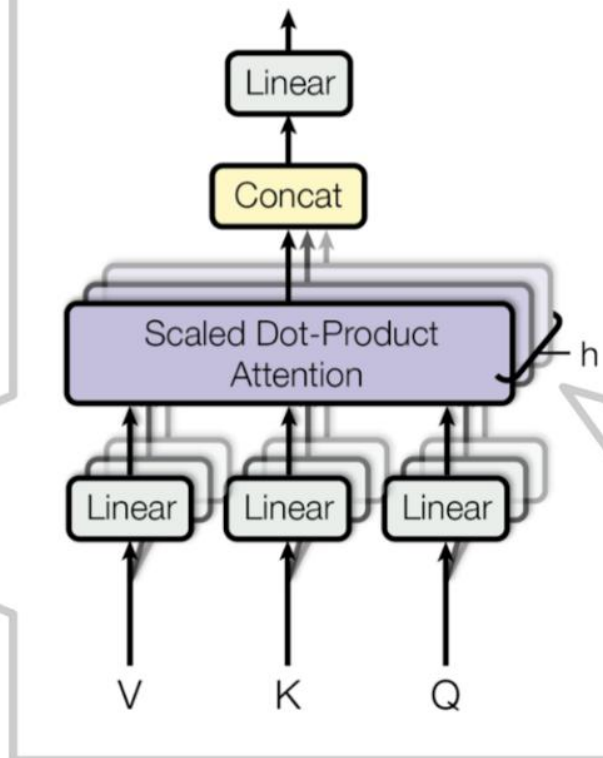 Linear
Concat
Scaled Dot-Product
Attention
h
Linear
Linear
Linear
V
K
Q